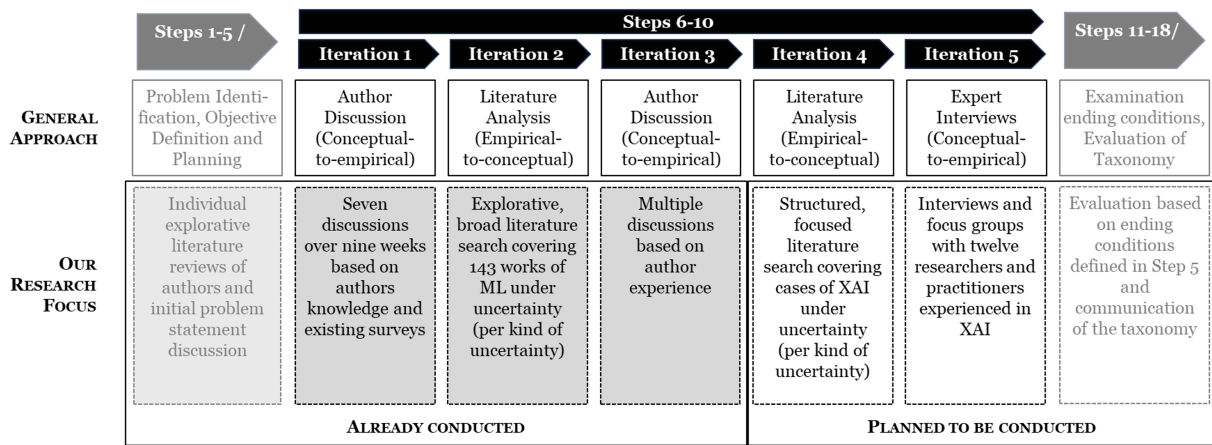 Steps 1-5 /
Steps 6-10
Iteration 1
Iteration 2
Iteration 3
Iteration 4
Iteration 5
Steps 11-18/
GENERAL
APPROACH
Problem Identi-
fication, Objective
Definition and
Planning
Author
Discussion
(Conceptual-
to-empirical)
Literature
Analysis
(Empirical-
to-conceptual)
Author
Discussion
(Conceptual-
to-empirical)
Literature
Analysis
(Empirical-
to-conceptual)
Expert
Interviews
(Conceptual-
to-empirical)
Examination
ending conditions,
Evaluation of
Taxonomy
OUR
RESEARCH
FOCUS
Individual
explorative
literature
reviews of
authors and
initial problem
statement
discussion
Seven
discussions
over nine weeks
based on
authors
knowledge and
existing surveys
Explorative,
broad literature
search covering
143 works of
ML under
uncertainty
(per kind of
uncertainty)
Multiple
discussions
based on
author
experience
Structured,
focused
literature
search covering
cases of XAI
under
uncertainty
(per kind of
uncertainty)
Interviews and
focus groups
with twelve
researchers and
practitioners
experienced in
XAI
Evaluation based
on ending
conditions
defined in Step 5
and
communication
of the taxonomy
ALREADY CONDUCTED
PLANNED TO BE CONDUCTED